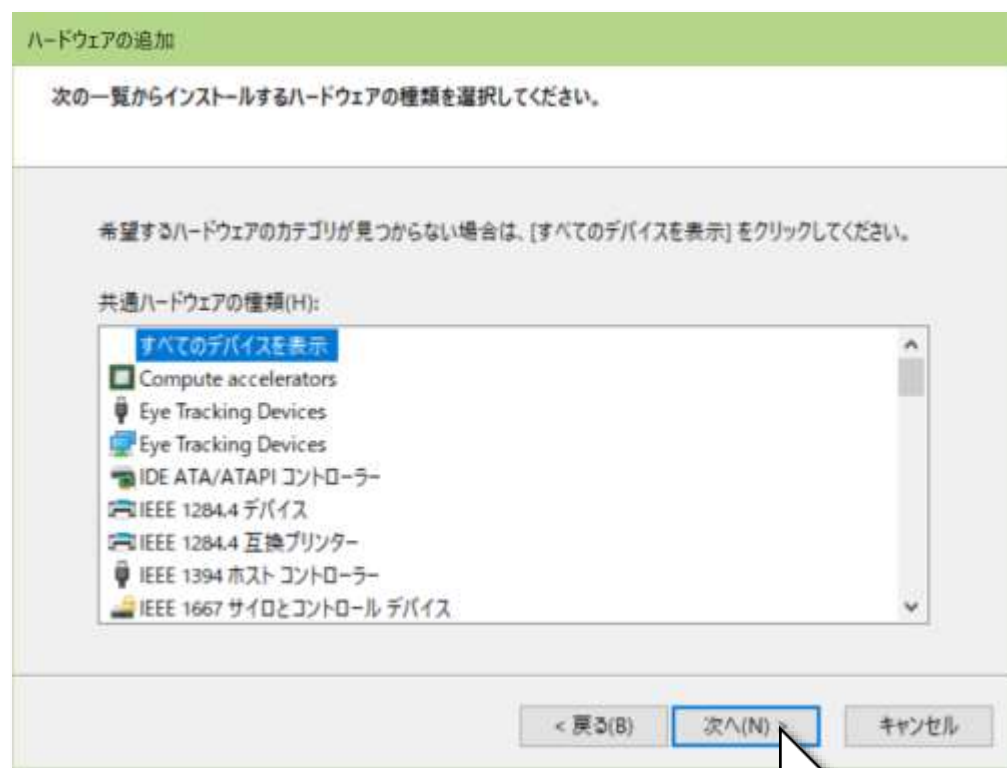 ハードウェアの追加
次の一覧からインストールするハードウェアの種類を選択してください。
希望するハードウェアのカテゴリが見つからない場合は、[すべてのデバイスを表示] をクリックしてください。
共通ハードウェアの種類(H):
すべてのデバイスを表示
Compute accelerators
Eye Tracking Devices
Eye Tracking Devices
IDE ATA/ATAPI コントローラー
IEEE 1284.4 デバイス
IEEE 1284.4 互換プリンター
IEEE 1394 ホスト コントローラー
IEEE 1667 サイロとコントロール デバイス
< 戻る(B) 次へ(N) > キャンセル